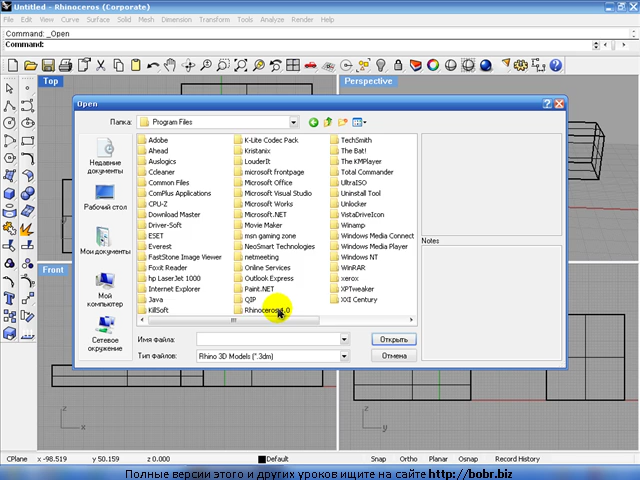 Untitled - Rhinoceros (Corporate)
File Edit View Curve Surface Solid Mesh Dimension Transform Tools Analyze Render Help
Command: _Open
Command:
Top
Perspective
Front
Open
Папка: Program Files
Недавние документы
Рабочий стол
Мои документы
Мой компьютер
Сетевое окружение
Adobe
Ahead
Auslogics
Ccleaner
Common Files
ComPlus Applications
CPU-Z
Download Master
Driver-Soft
ESET
Everest
FastStone Image Viewer
Foxit Reader
hp LaserJet 1000
Internet Explorer
Java
KillSoft
K-Lite Codec Pack
Kristanix
LouderIt
microsoft frontpage
Microsoft Office
Microsoft Visual Studio
Microsoft Works
Microsoft.NET
Movie Maker
msn gaming zone
NeoSmart Technologies
netmeeting
Online Services
Outlook Express
Paint.NET
QIP
Rhinoceros 4.0
TechSmith
The Bat!
The KMPlayer
Total Commander
UltraISO
Uninstall Tool
Unlocker
VistaDriveIcon
Winamp
Windows Media Connect
Windows Media Player
Windows NT
WinRAR
xerox
XPTweaker
XXI Century
Notes
Имя файла:
Открыть
Тип файлов: Rhino 3D Models (*.3dm)
Отмена
z
x
z
y
CPlane x -98.519 y 50.159 z 0.000 Default Snap Ortho Planar Osnap Record History
Полные версии этого и других уроков ищите на сайте http://bobr.biz